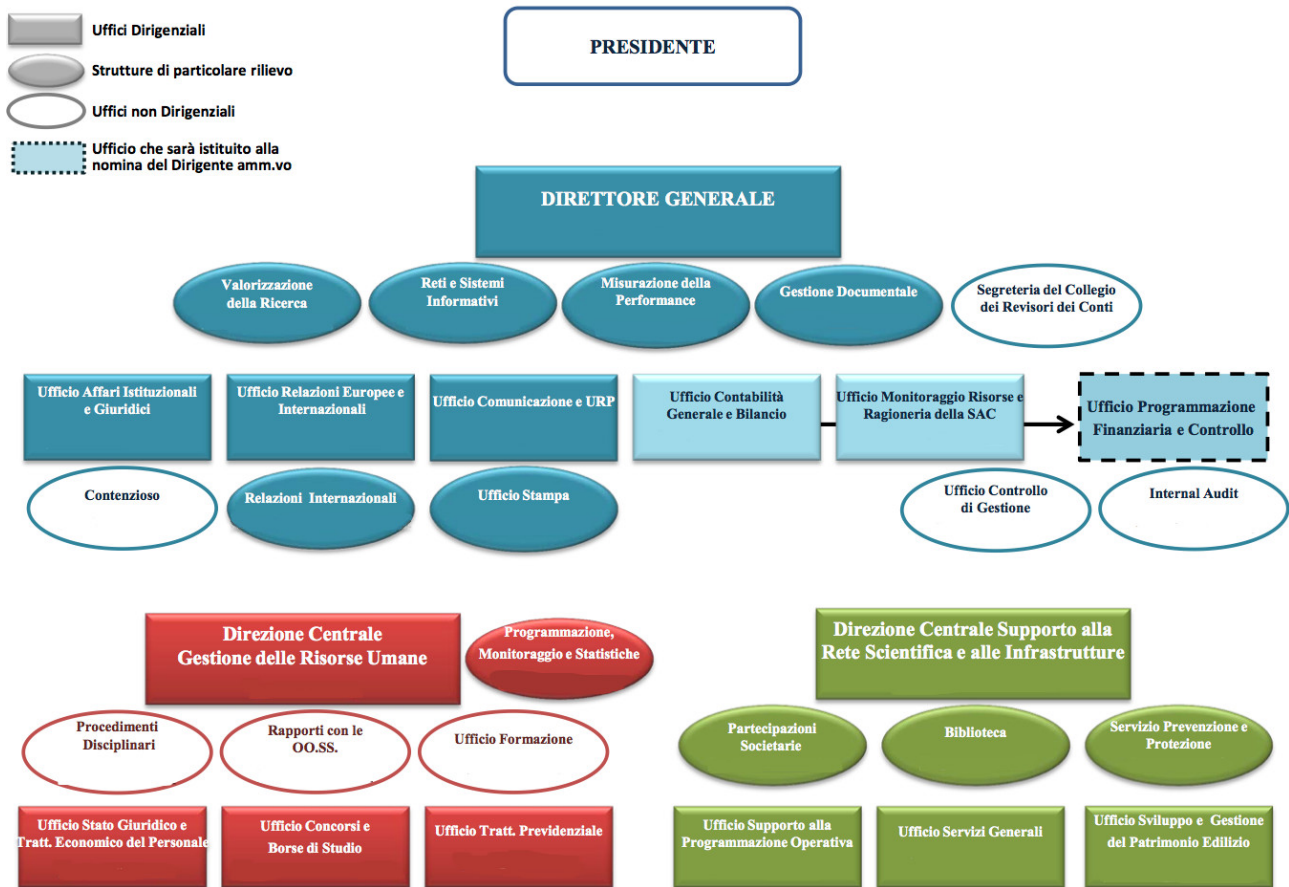 Uffici Dirigenziali
Strutture di particolare rilievo
Uffici non Dirigenziali
Ufficio che sarà istituito alla
nomina del Dirigente amm.vo
PRESIDENTE
DIRETTORE GENERALE
Valorizzazione
della Ricerca
Reti e Sistemi
Informativi
Misurazione della
Performance
Gestione Documentale
Segreteria del Collegio
dei Revisori dei Conti
Ufficio Affari Istituzionali
e Giuridici
Ufficio Relazioni Europee e
Internazionali
Ufficio Comunicazione e URP
Ufficio Contabilità
Generale e Bilancio
Ufficio Monitoraggio Risorse e
Ragioneria della SAC
Ufficio Programmazione
Finanziaria e Controllo
Contenzioso
Relazioni Internazionali
Ufficio Stampa
Ufficio Controllo
di Gestione
Internal Audit
Direzione Centrale
Gestione delle Risorse Umane
Programmazione,
Monitoraggio e Statistiche
Direzione Centrale Supporto alla
Rete Scientifica e alle Infrastrutture
Procedimenti
Disciplinari
Rapporti con le
OO.SS.
Ufficio Formazione
Partecipazioni
Societarie
Biblioteca
Servizio Prevenzione e
Protezione
Ufficio Stato Giuridico e
Tratt. Economico del Personale
Ufficio Concorsi e
Borse di Studio
Ufficio Tratt. Previdenziale
Ufficio Supporto alla
Programmazione Operativa
Ufficio Servizi Generali
Ufficio Sviluppo e Gestione
del Patrimonio Edilizio